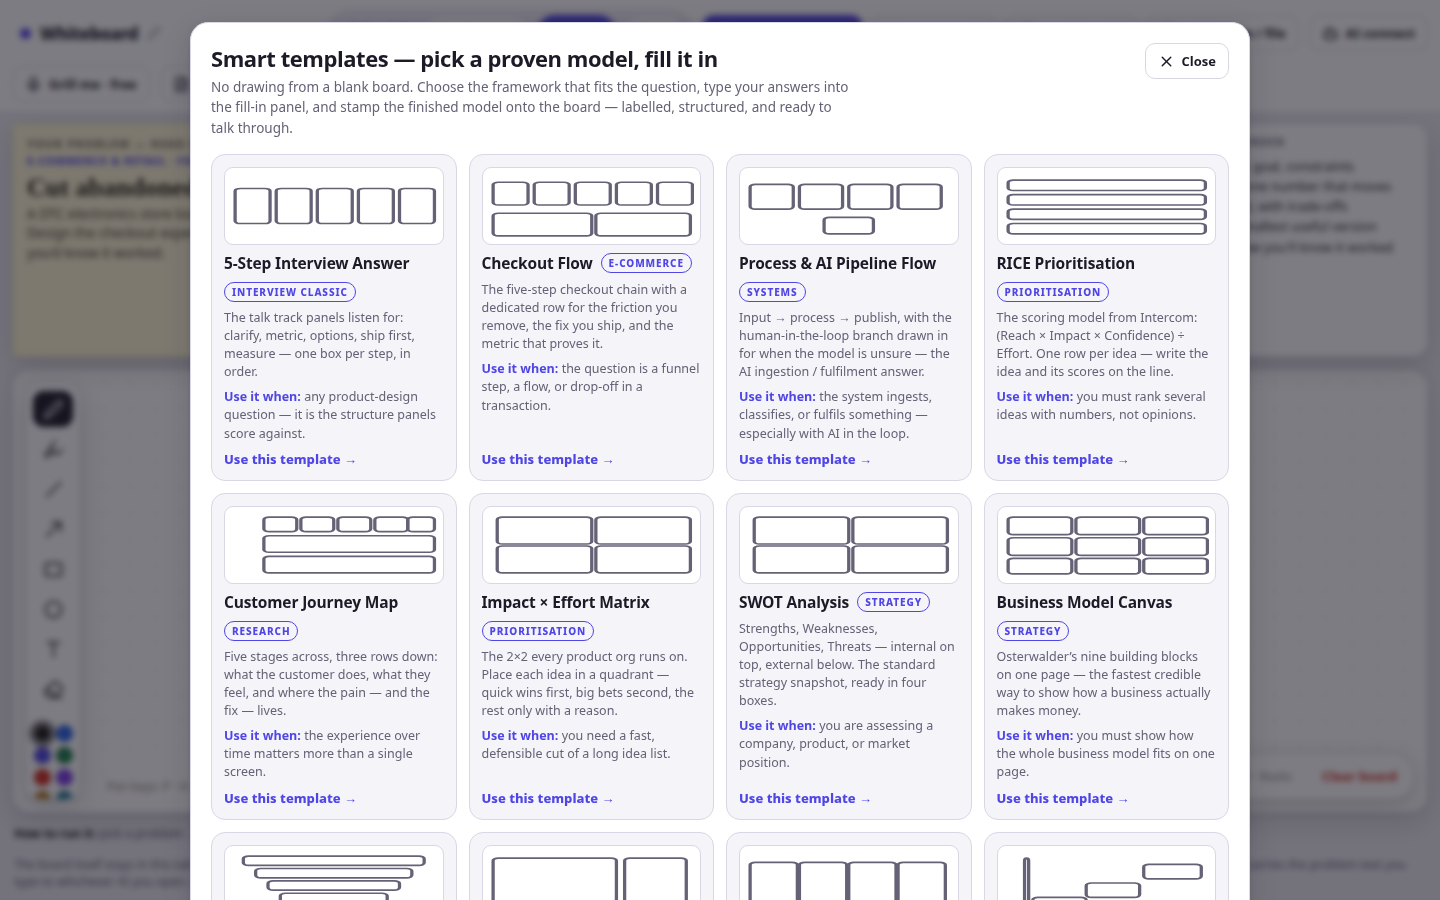 Whiteboard
AI connect
Grill me · free
Cut abandoned
Smart templates — pick a proven model, fill it in
Close
No drawing from a blank board. Choose the framework that fits the question, type your answers into
the fill-in panel, and stamp the finished model onto the board — labelled, structured, and ready to
talk through.
5-Step Interview Answer
INTERVIEW CLASSIC
The talk track panels listen for:
clarify, metric, options, ship first,
measure — one box per step, in
order.
Use it when: any product-design
question — it is the structure panels
score against.
Use this template →
Checkout Flow E-COMMERCE
The five-step checkout chain with a
dedicated row for the friction you
remove, the fix you ship, and the
metric that proves it.
Use it when: the question is a funnel
step, a flow, or drop-off in a
transaction.
Use this template →
Process & AI Pipeline Flow
SYSTEMS
Input → process → publish, with the
human-in-the-loop branch drawn in
for when the model is unsure — the
AI ingestion / fulfilment answer.
Use it when: the system ingests,
classifies, or fulfils something —
especially with AI in the loop.
Use this template →
RICE Prioritisation
PRIORITISATION
The scoring model from Intercom:
(Reach × Impact × Confidence) ÷
Effort. One row per idea — write the
idea and its scores on the line.
Use it when: you must rank several
ideas with numbers, not opinions.
Use this template →
Customer Journey Map
RESEARCH
Five stages across, three rows down:
what the customer does, what they
feel, and where the pain — and the
fix — lives.
Use it when: the experience over
time matters more than a single
screen.
Use this template →
Impact × Effort Matrix
PRIORITISATION
The 2×2 every product org runs on.
Place each idea in a quadrant —
quick wins first, big bets second, the
rest only with a reason.
Use it when: you need a fast,
defensible cut of a long idea list.
Use this template →
SWOT Analysis STRATEGY
Strengths, Weaknesses,
Opportunities, Threats — internal on
top, external below. The standard
strategy snapshot, ready in four
boxes.
Use it when: you are assessing a
company, product, or market
position.
Use this template →
Business Model Canvas
STRATEGY
Osterwalder’s nine building blocks
on one page — the fastest credible
way to show how a business actually
makes money.
Use it when: you must show how
the whole business model fits on one
page.
Use this template →
Clear board